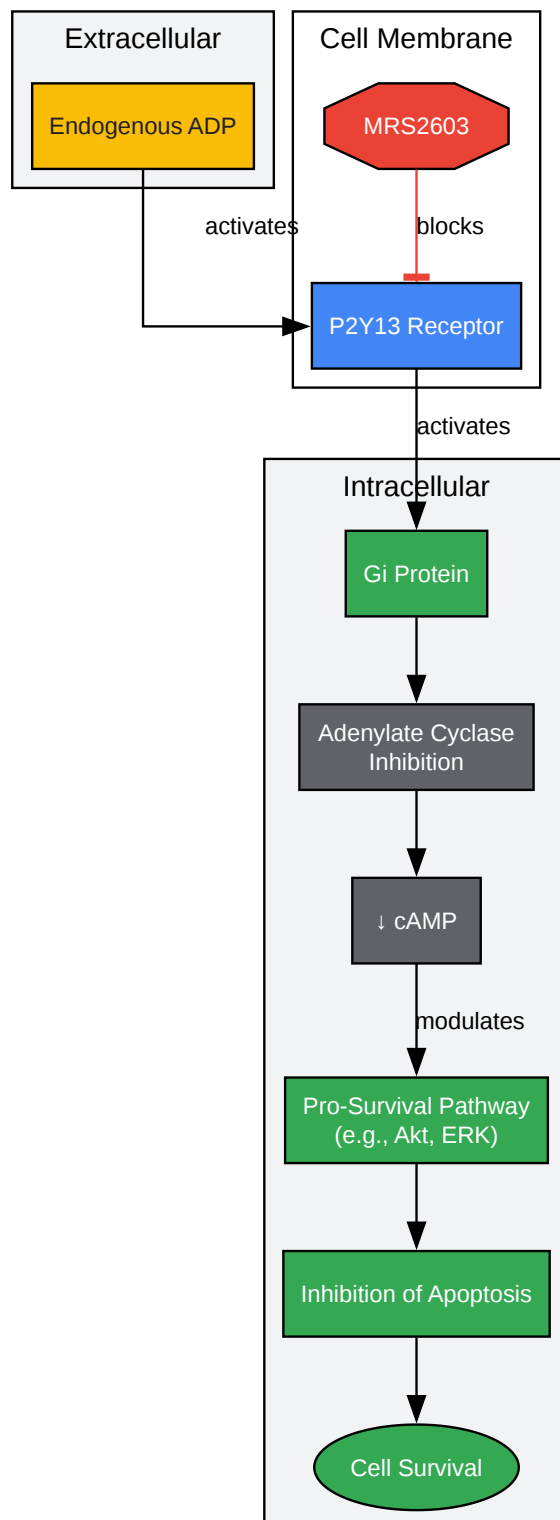 Extracellular
Cell Membrane
Endogenous ADP
MRS2603
activates
blocks
P2Y13 Receptor
activates
Intracellular
Gi Protein
Adenylate Cyclase
Inhibition
↓ cAMP
modulates
Pro-Survival Pathway
(e.g., Akt, ERK)
Inhibition of Apoptosis
Cell Survival